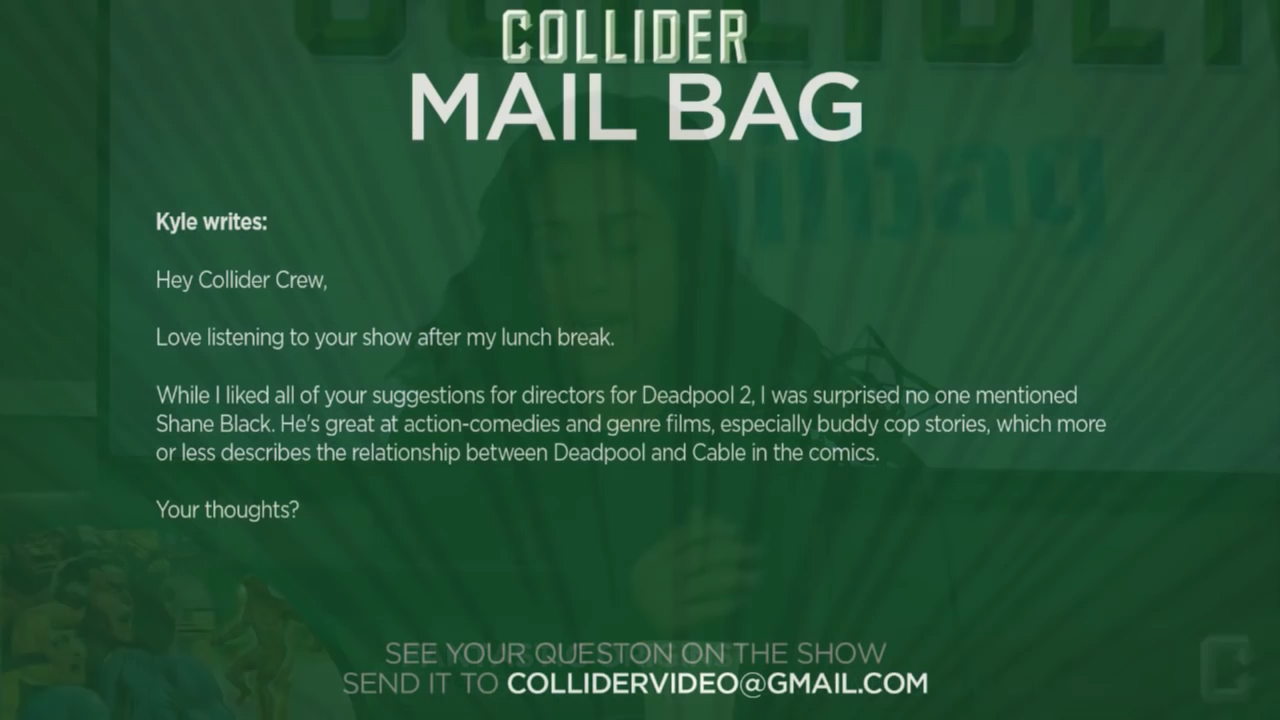 COLLIDER
MAIL BAG
Kyle writes:
Hey Collider Crew,
Love listening to your show after my lunch break.
While I liked all of your suggestions for directors for Deadpool 2, I was surprised no one mentioned
Shane Black. He's great at action-comedies and genre films, especially buddy cop stories, which more
or less describes the relationship between Deadpool and Cable in the comics.
Your thoughts?
SEE YOUR QUESTON ON THE SHOW
SEND IT TO COLLIDERVIDEO@GMAIL.COM